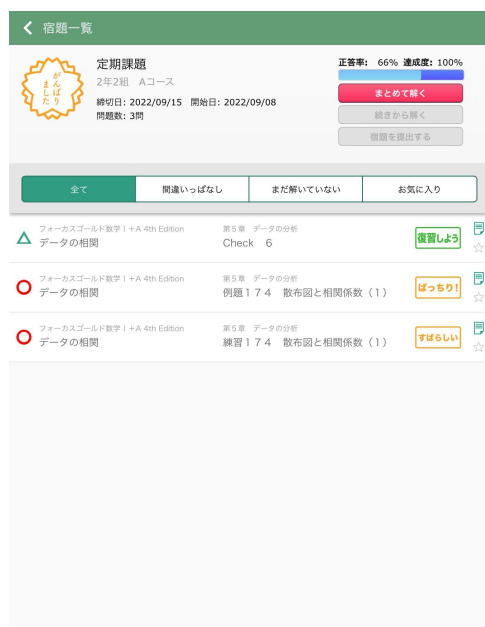 宿題一覧
がんばり
ました
定期課題
2年2組 Aコース
締切日: 2022/09/15 開始日: 2022/09/08
問題数: 3問
正答率: 66% 達成度: 100%
まとめて解く
続きから解く
宿題を提出する
全て 間違いっぱなし まだ解いていない お気に入り
フォーカスゴールド数学Ⅰ+A 4th Edition 第5章 データの分析
データの相関 Check 6 復習しよう
フォーカスゴールド数学Ⅰ+A 4th Edition 第5章 データの分析
データの相関 例題174 散布図と相関係数（1） ばっちり!
フォーカスゴールド数学Ⅰ+A 4th Edition 第5章 データの分析
データの相関 練習174 散布図と相関係数（1） すばらしい